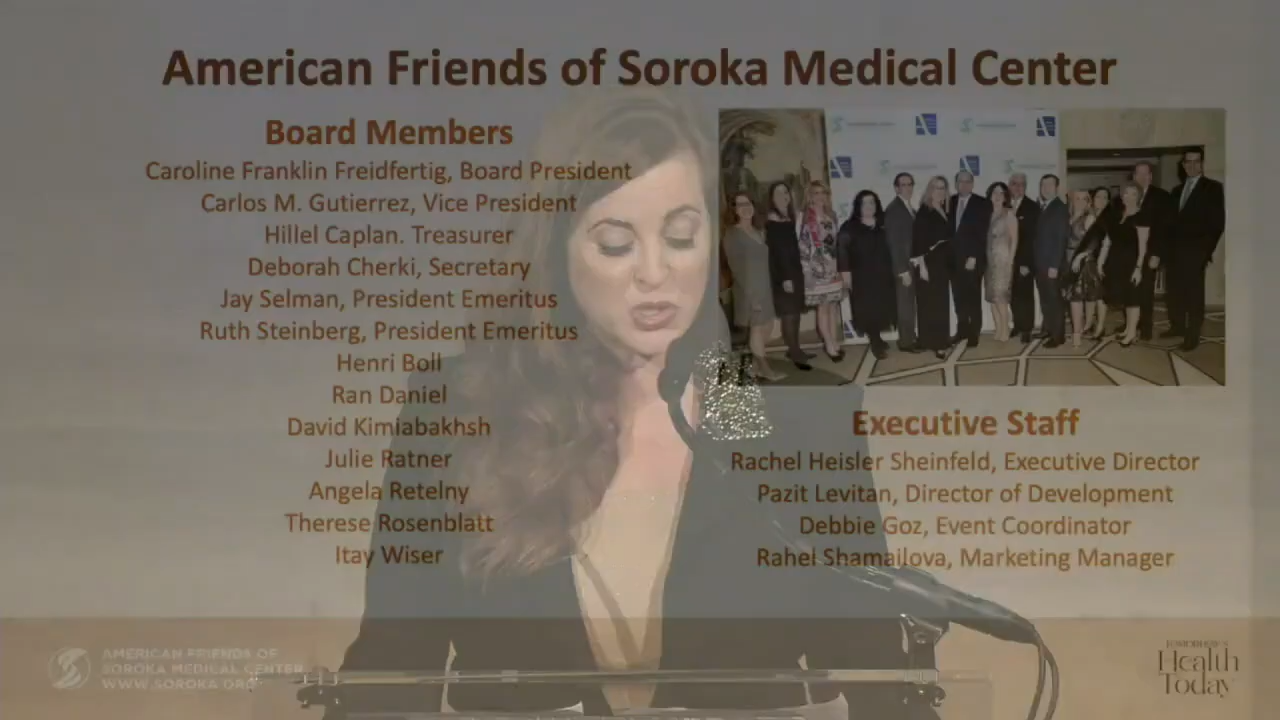 American Friends of Soroka Medical Center
Board Members
Caroline Franklin Freidfertig, Board President
Carlos M. Gutierrez, Vice President
Hillel Caplan. Treasurer
Deborah Cherki, Secretary
Jay Selman, President Emeritus
Ruth Steinberg, President Emeritus
Henri Boll
Ran Daniel
David Kimiabakhsh
Julie Ratner
Angela Retelny
Therese Rosenblatt
Itay Wiser
Executive Staff
Rachel Heisler Sheinfeld, Executive Director
Pazit Levitan, Director of Development
Debbie Goz, Event Coordinator
Rahel Shamailova, Marketing Manager
AMERICAN FRIENDS OF
SOROKA MEDICAL CENTER
WWW.SOROKA.ORG
TOMORROW'S
Health
Today